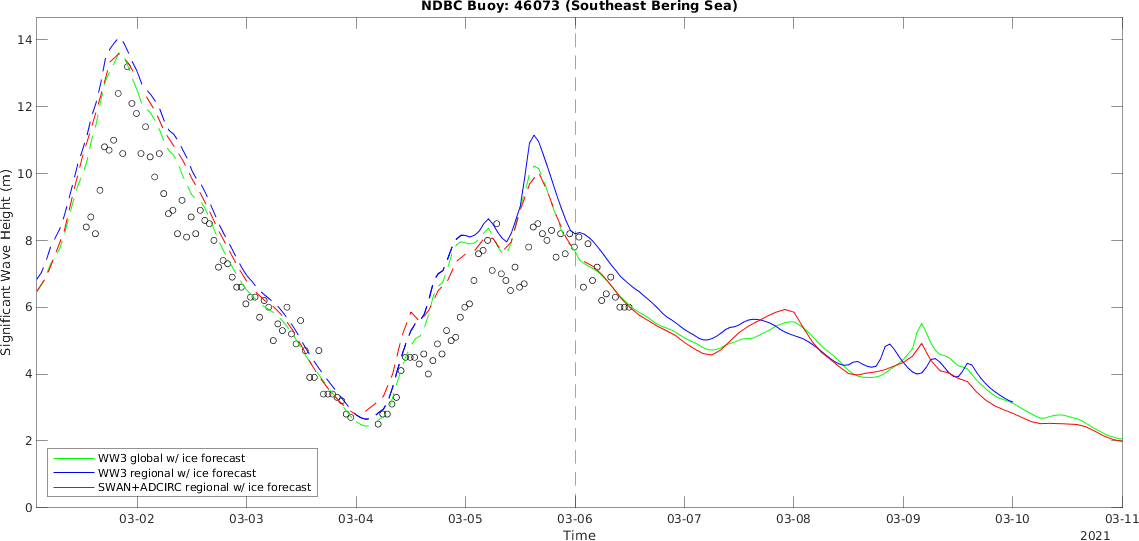 NDBC Buoy: 46073 (Southeast Bering Sea)
Significant Wave Height (m)
14
12
10
8
6
4
2
0
WW3 global w/ ice forecast
WW3 regional w/ ice forecast
SWAN+ADCIRC regional w/ ice forecast
03-02 03-03 03-04 03-05 03-06 03-07 03-08 03-09 03-10 03-11
Time
2021